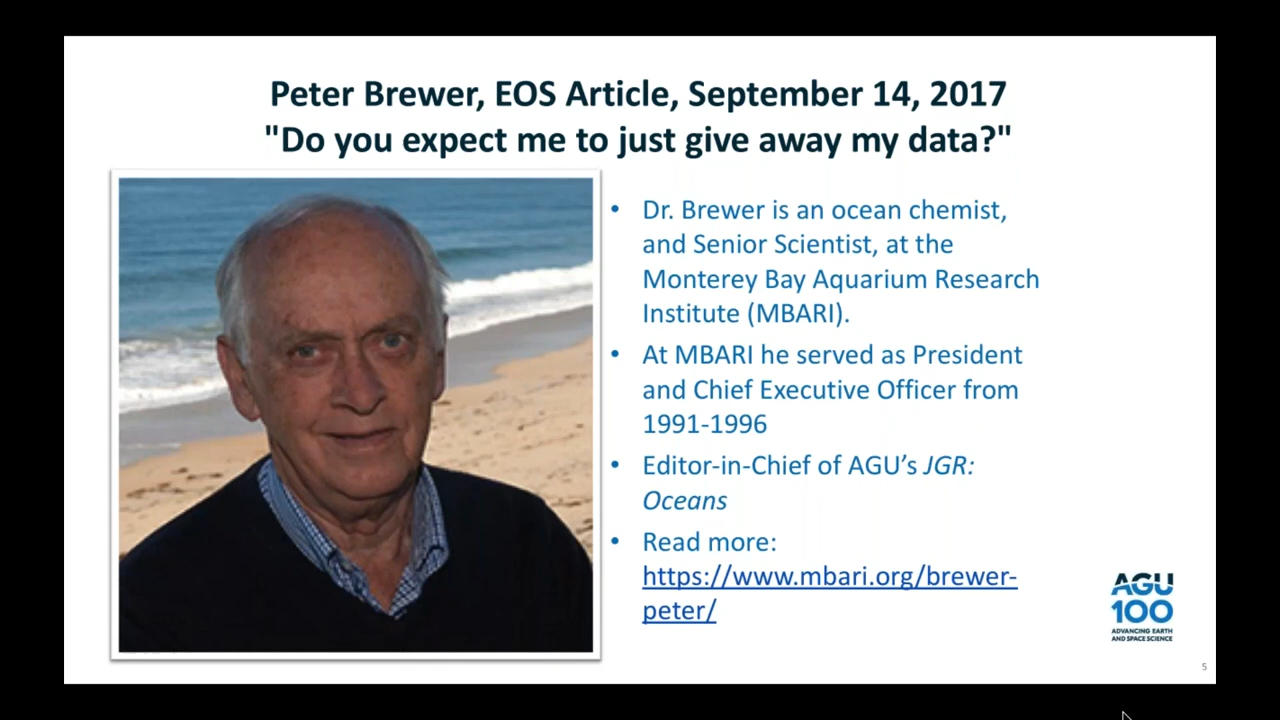 Peter Brewer, EOS Article, September 14, 2017
"Do you expect me to just give away my data?"
• Dr. Brewer is an ocean chemist,
and Senior Scientist, at the
Monterey Bay Aquarium Research
Institute (MBARI).
• At MBARI he served as President
and Chief Executive Officer from
1991-1996
• Editor-in-Chief of AGU’s JGR:
Oceans
• Read more:
https://www.mbari.org/brewer-
peter/
AGU
100
ADVANCING EARTH
AND SPACE SCIENCE
5